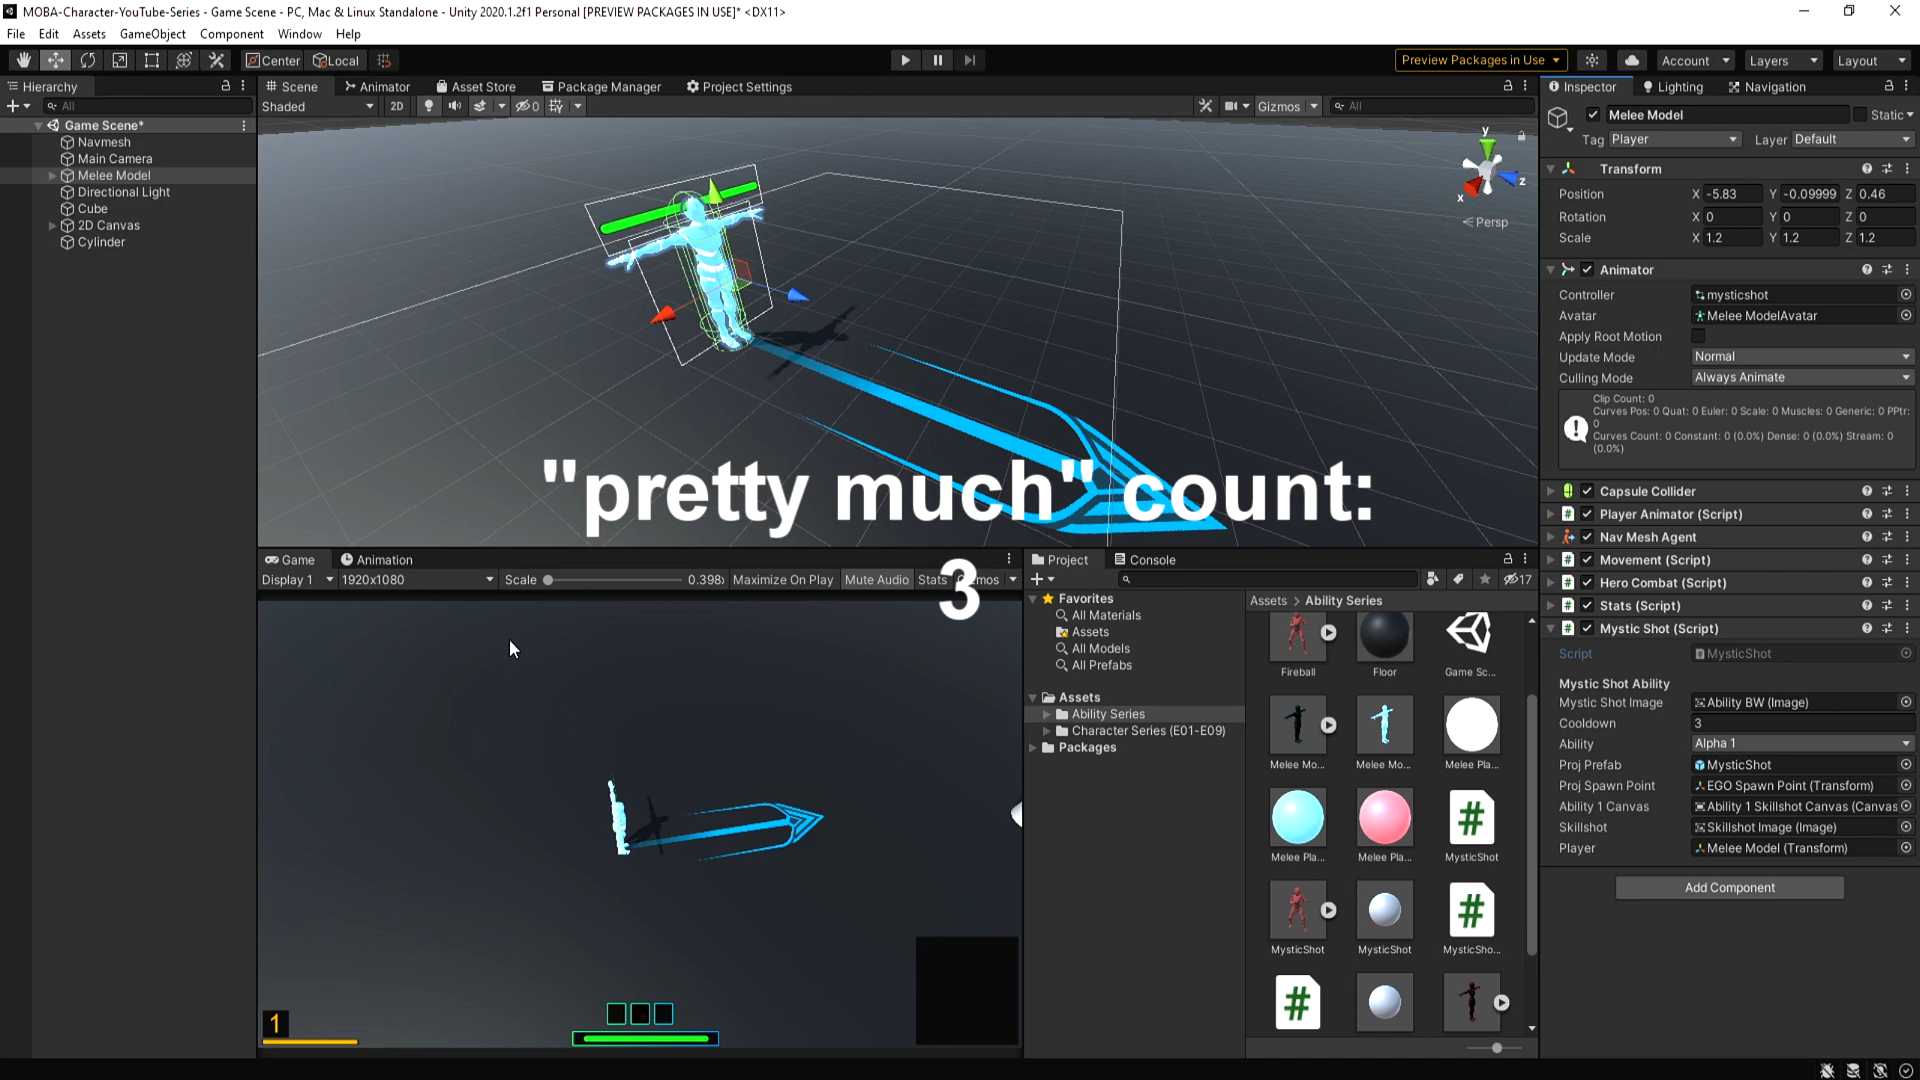 MOBA-Character-YouTube-Series - Game Scene - PC, Mac & Linux Standalone - Unity 2020.1.2f1 Personal [PREVIEW PACKAGES IN USE]* <DX11>
File Edit Assets GameObject Component Window Help
Center Local Preview Packages in Use Account Layers Layout
Hierarchy
All
Game Scene*
Navmesh
Main Camera
Melee Model
Directional Light
Cube
2D Canvas
Cylinder
Scene Animator Asset Store Package Manager Project Settings
Shaded 2D 0 Gizmos All
y
x
z
Persp
"pretty much" count:
3
Game Animation
Display 1 1920x1080 Scale 0.398x Maximize On Play Mute Audio Stats
1
Project Console
17
Favorites
All Materials
Assets
All Models
All Prefabs
Assets
Ability Series
Character Series (E01-E09)
Packages
Assets > Ability Series
Fireball Floor Game Sc...
Melee Mo... Melee Mo... Melee Pla...
Melee Pla... Melee Pla... MysticShot
MysticShot MysticShot MysticSho...
Inspector Lighting Navigation
Melee Model Static
Tag Player Layer Default
Transform
Position X -5.83 Y -0.09999 Z 0.46
Rotation X 0 Y 0 Z 0
Scale X 1.2 Y 1.2 Z 1.2
Animator
Controller mysticshot
Avatar Melee ModelAvatar
Apply Root Motion
Update Mode Normal
Culling Mode Always Animate
Clip Count: 0
Curves Pos: 0 Quat: 0 Euler: 0 Scale: 0 Muscles: 0 Generic: 0 PPtr:
0
Curves Count: 0 Constant: 0 (0.0%) Dense: 0 (0.0%) Stream: 0
(0.0%)
Capsule Collider
Player Animator (Script)
Nav Mesh Agent
Movement (Script)
Hero Combat (Script)
Stats (Script)
Mystic Shot (Script)
Script MysticShot
Mystic Shot Ability
Mystic Shot Image Ability BW (Image)
Cooldown 3
Ability Alpha 1
Proj Prefab MysticShot
Proj Spawn Point EGO Spawn Point (Transform)
Ability 1 Canvas Ability 1 Skillshot Canvas (Canvas
Skillshot Skillshot Image (Image)
Player Melee Model (Transform)
Add Component